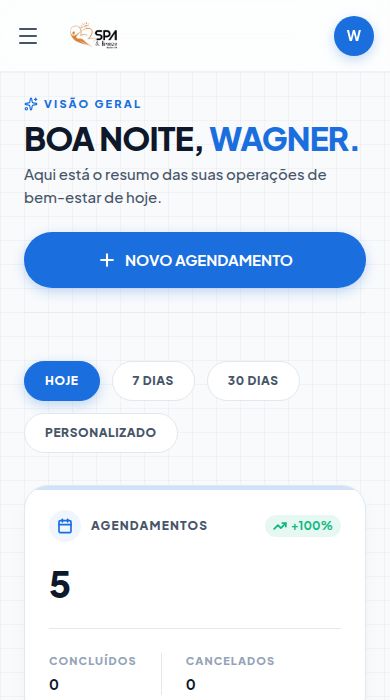 SPA
W
VISÃO GERAL
BOA NOITE, WAGNER.
Aqui está o resumo das suas operações de
bem-estar de hoje.
NOVO AGENDAMENTO
HOJE
7 DIAS
30 DIAS
PERSONALIZADO
AGENDAMENTOS
+100%
5
CONCLUÍDOS
CANCELADOS
0
0